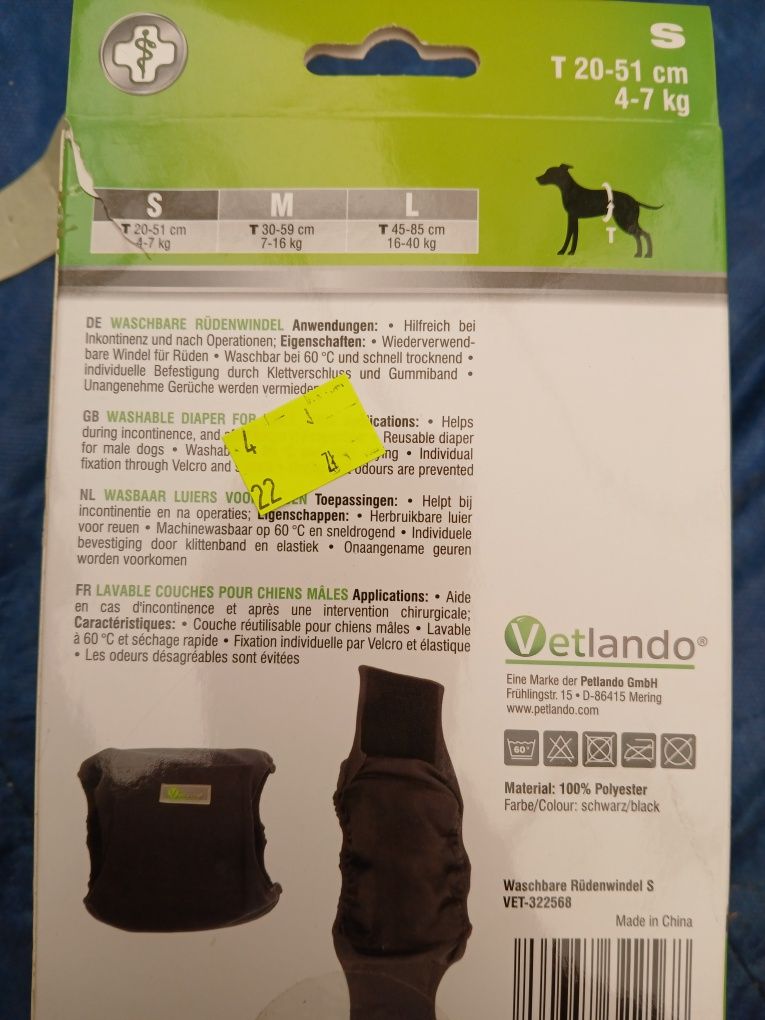 S
T 20-51 cm
4-7 kg
S M L
T 20-51 cm T 30-59 cm T 45-85 cm
4-7 kg 7-16 kg 16-40 kg
T
DE WASCHBARE RÜDENWINDEL Anwendungen: • Hilfreich bei
Inkontinenz und nach Operationen; Eigenschaften: • Wiederverwend-
bare Windel für Rüden • Waschbar bei 60 °C und schnell trocknend •
individuelle Befestigung durch Klettverschluss und Gummiband •
Unangenehme Gerüche werden vermieden
GB WASHABLE DIAPER FOR
during incontinence, and
for male dogs •
fixation through Velcro and
• Helps
Reusable diaper
• Individual
odours are prevented
4
22
NL WASBAAR LUIERS Toepassingen: • Helpt bij
incontinentie en na operaties; Eigenschappen: • Herbruikbare luier
voor reuen • Machinewasbaar op 60 °C en sneldrogend • Individuele
bevestiging door klittenband en elastiek • Onaangename geuren
worden voorkomen
FR LAVABLE COUCHES POUR CHIENS MÂLES Applications: • Aide
en cas d'incontinence et après une intervention chirurgicale;
Caractéristiques: • Couche réutilisable pour chiens mâles • Lavable
à 60 °C et séchage rapide • Fixation individuelle par Velcro et élastique
• Les odeurs désagréables sont évitées
Vetlando®
Eine Marke der Petlando GmbH
Frühlingstr. 15 • D-86415 Mering
www.petlando.com
60°
Material: 100% Polyester
Farbe/Colour: schwarz/black
Waschbare Rüdenwindel S
VET-322568
Made in China